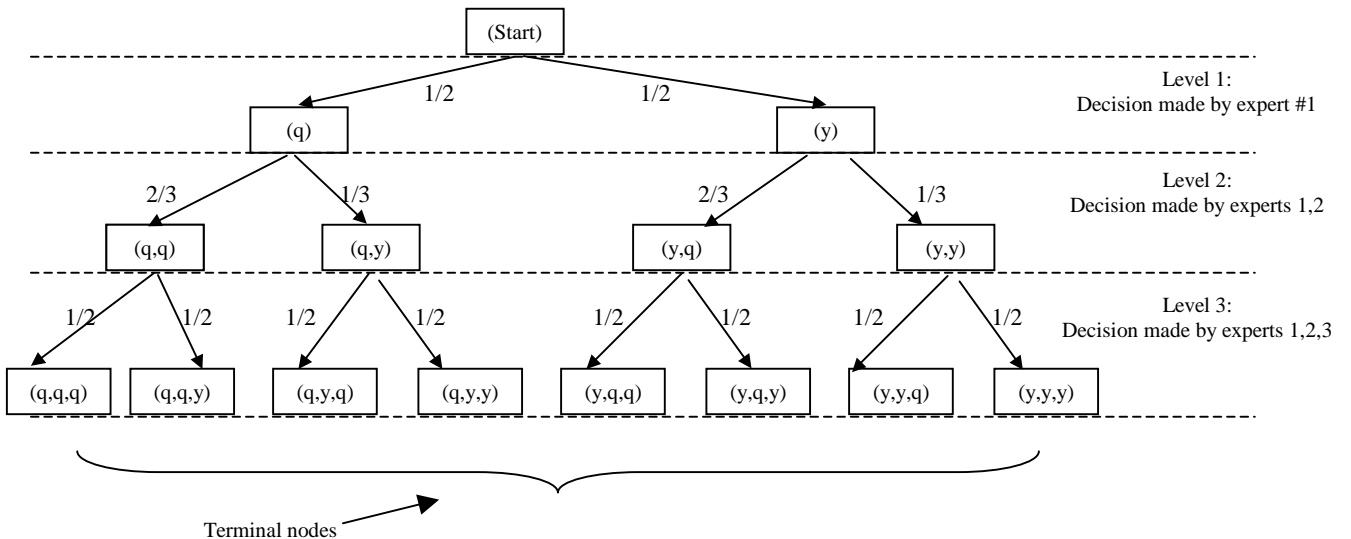 (Start)
1/2
1/2
Level 1:
Decision made by expert #1
(q)
(y)
2/3
1/3
2/3
1/3
Level 2:
Decision made by experts 1,2
(q,q)
(q,y)
(y,q)
(y,y)
1/2
1/2
1/2
1/2
1/2
1/2
1/2
1/2
Level 3:
Decision made by experts 1,2,3
(q,q,q)
(q,q,y)
(q,y,q)
(q,y,y)
(y,q,q)
(y,q,y)
(y,y,q)
(y,y,y)
Terminal nodes